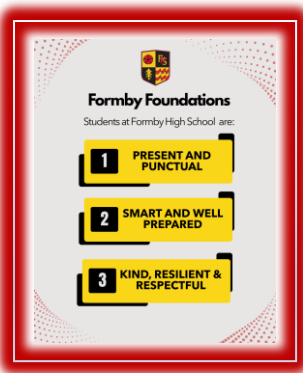 FS
Formby Foundations
Students at Formby High School are:
1 PRESENT AND
PUNCTUAL
2 SMART AND WELL
PREPARED
3 KIND, RESILIENT &
RESPECTFUL